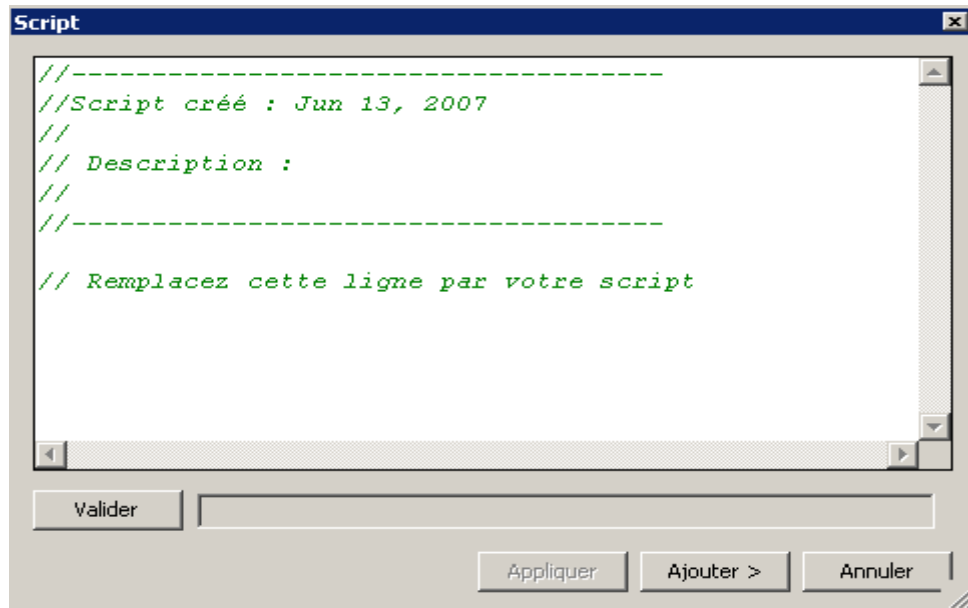 Script
//-------------------------------------
//Script créé : Jun 13, 2007
//
// Description :
//
//-------------------------------------
// Remplacez cette ligne par votre script
Valider
Appliquer
Ajouter >
Annuler